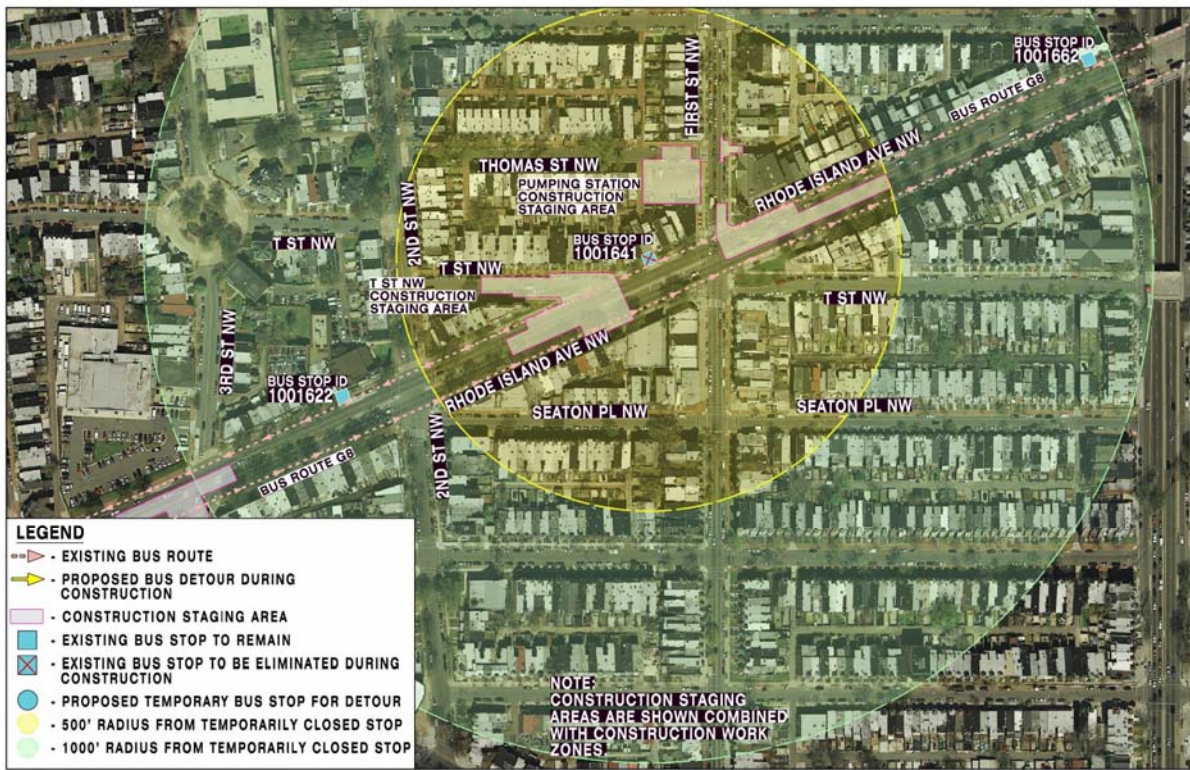 BUS STOP ID
1001662
BUS ROUTE G8
FIRST ST NW
RHODE ISLAND AVE NW
THOMAS ST NW
PUMPING STATION
CONSTRUCTION
STAGING AREA
2ND ST NW
T ST NW
BUS STOP ID
1001641
T ST NW
T ST NW
CONSTRUCTION
STAGING AREA
T ST NW
3RD ST NW
RHODE ISLAND AVE NW
BUS STOP ID
1001622
SEATON PL NW
SEATON PL NW
2ND ST NW
BUS ROUTE G8
LEGEND
- EXISTING BUS ROUTE
- PROPOSED BUS DETOUR DURING
CONSTRUCTION
- CONSTRUCTION STAGING AREA
- EXISTING BUS STOP TO REMAIN
- EXISTING BUS STOP TO BE ELIMINATED DURING
CONSTRUCTION
- PROPOSED TEMPORARY BUS STOP FOR DETOUR
- 500' RADIUS FROM TEMPORARILY CLOSED STOP
- 1000' RADIUS FROM TEMPORARILY CLOSED STOP
NOTE:
CONSTRUCTION STAGING
AREAS ARE SHOWN COMBINED
WITH CONSTRUCTION WORK
ZONES.